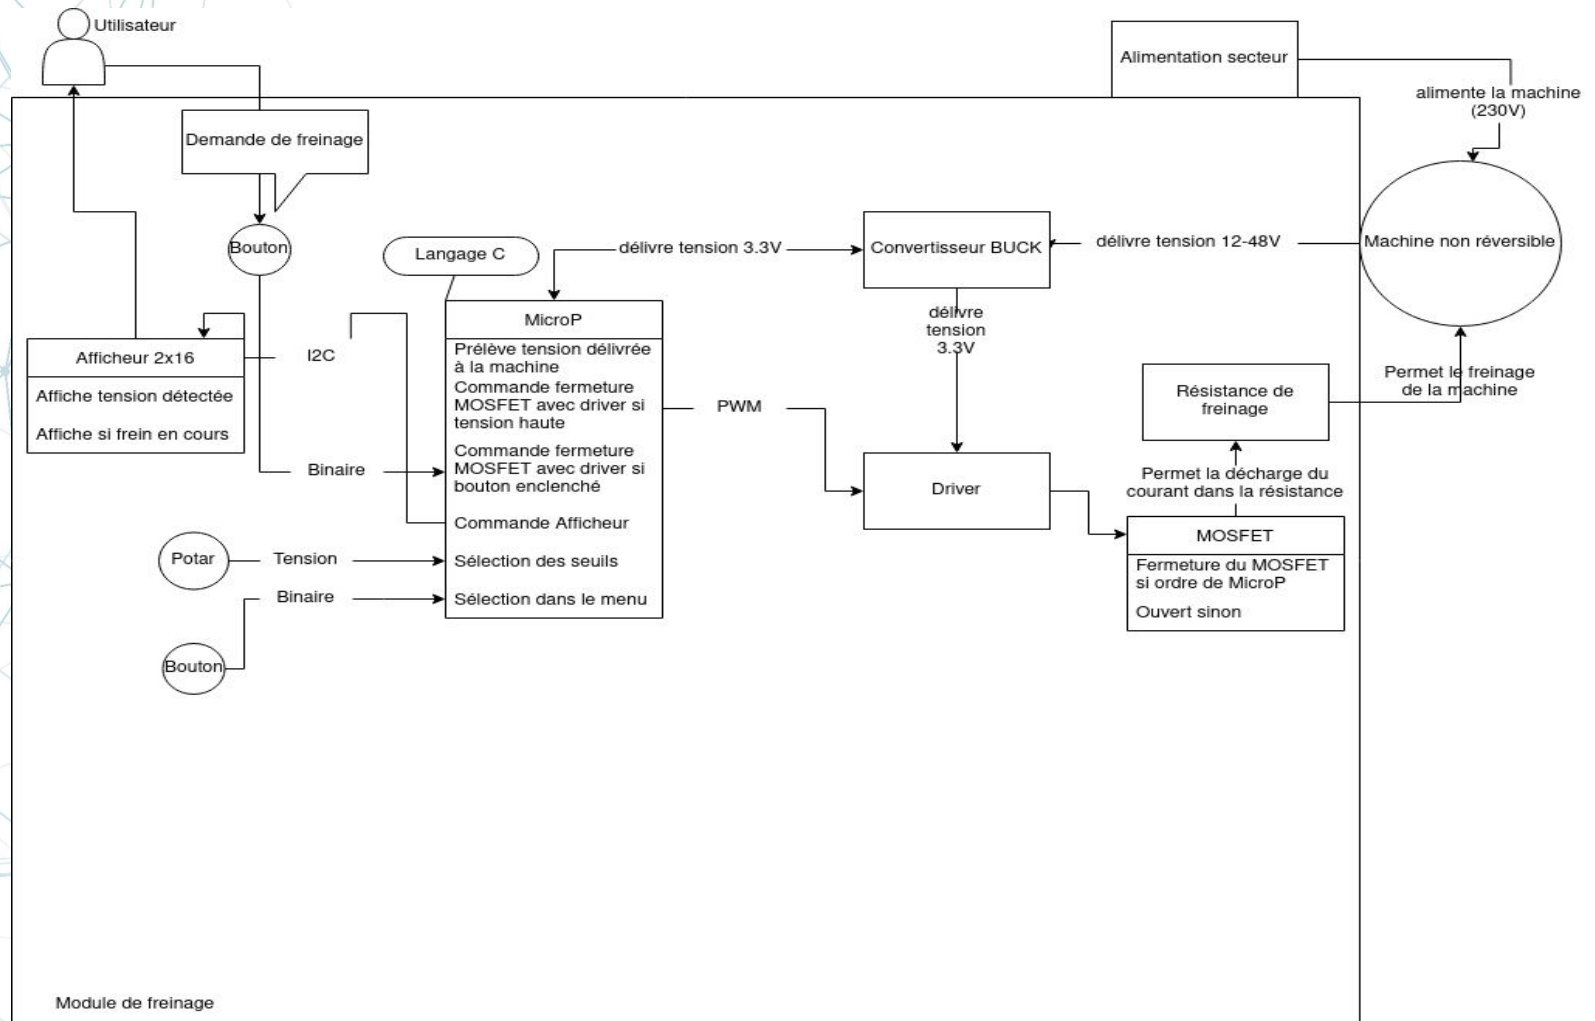 Utilisateur
Alimentation secteur
alimente la machine
(230V)
Demande de freinage
Bouton
Langage C
délivre tension 3.3V
Convertisseur BUCK
délivre tension 12-48V
Machine non réversible
délivre
tension
3.3V
MicroP
Prélève tension délivrée
à la machine
Commande fermeture
MOSFET avec driver si
tension haute
Commande fermeture
MOSFET avec driver si
bouton enclenché
Commande Afficheur
Sélection des seuils
Sélection dans le menu
Afficheur 2x16
Affiche tension détectée
Affiche si frein en cours
I2C
Binaire
Potar
Tension
Binaire
Bouton
PWM
Driver
Résistance de
freinage
Permet le freinage
de la machine
Permet la décharge du
courant dans la résistance
MOSFET
Fermeture du MOSFET
si ordre de MicroP
Ouvert sinon
Module de freinage